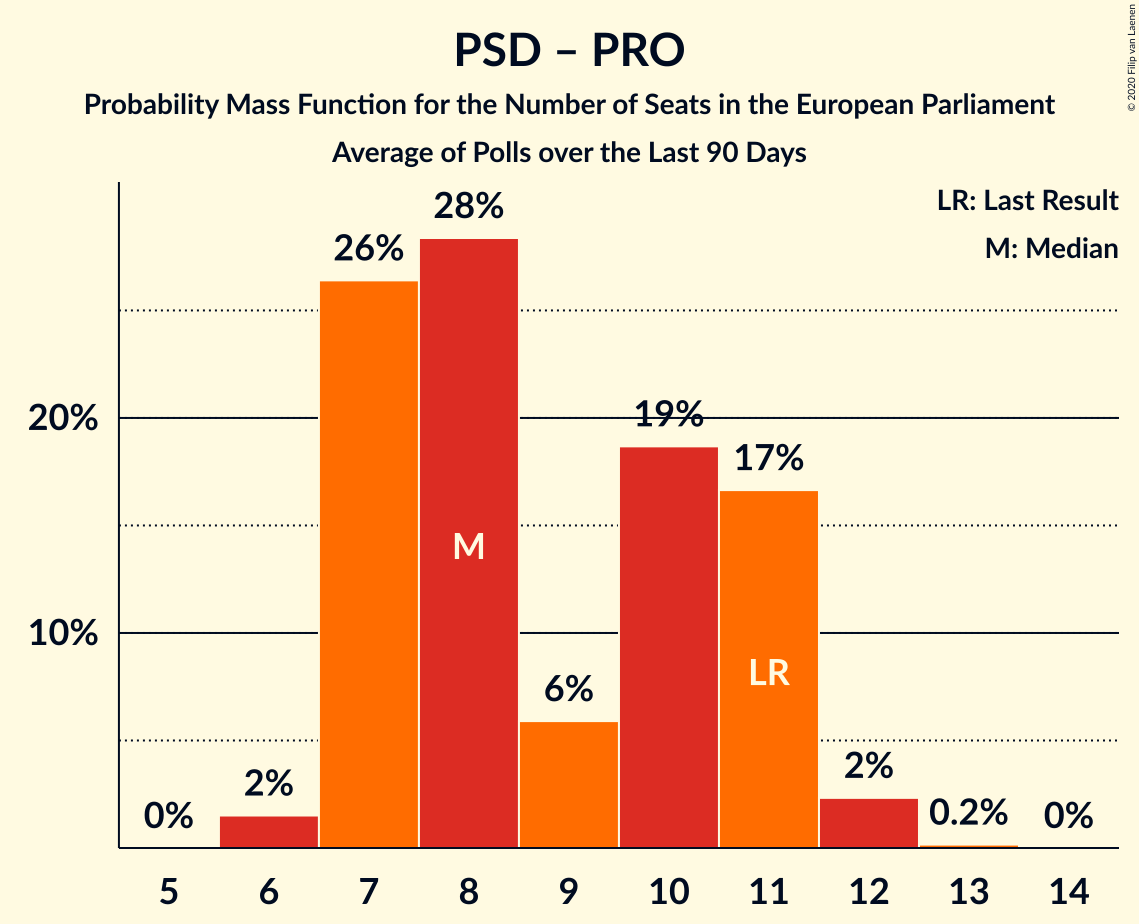 PSD – PRO
Probability Mass Function for the Number of Seats in the European Parliament
Average of Polls over the Last 90 Days
© 2020 Filip van Laenen
LR: Last Result
M: Median
20%
10%
0%
2%
26%
28%
6%
19%
17%
2%
0.2%
0%
M
LR
5 6 7 8 9 10 11 12 13 14